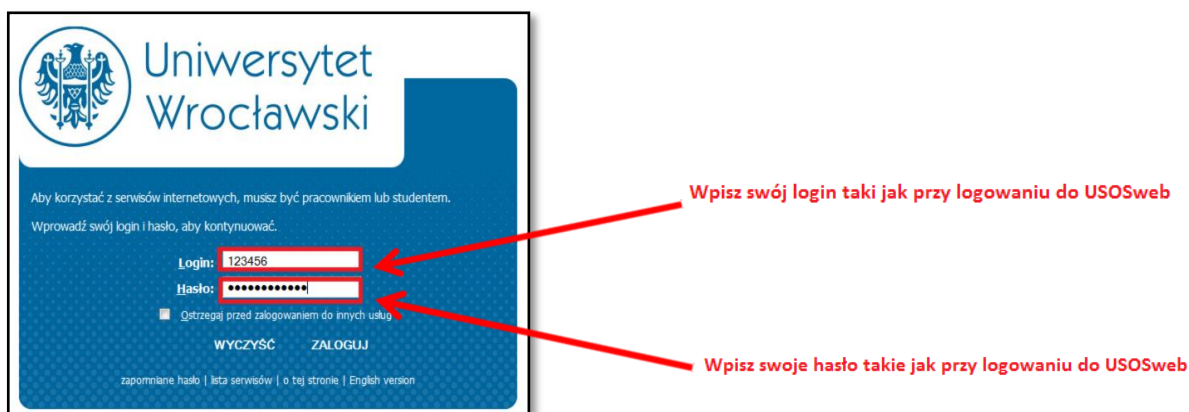 Uniwersytet
Wrocławski
Aby korzystać z serwisów internetowych, musisz być pracownikiem lub studentem.
Wprowadź swój login i hasło, aby kontynuować.
Login: 123456
Hasło: ••••••••••••
Ostrzegaj przed zalogowaniem do innych usług
WYCZYŚĆ ZALOGUJ
zapomniane hasło | lista serwisów | o tej stronie | English version
Wpisz swój login taki jak przy logowaniu do USOSweb
Wpisz swoje hasło takie jak przy logowaniu do USOSweb